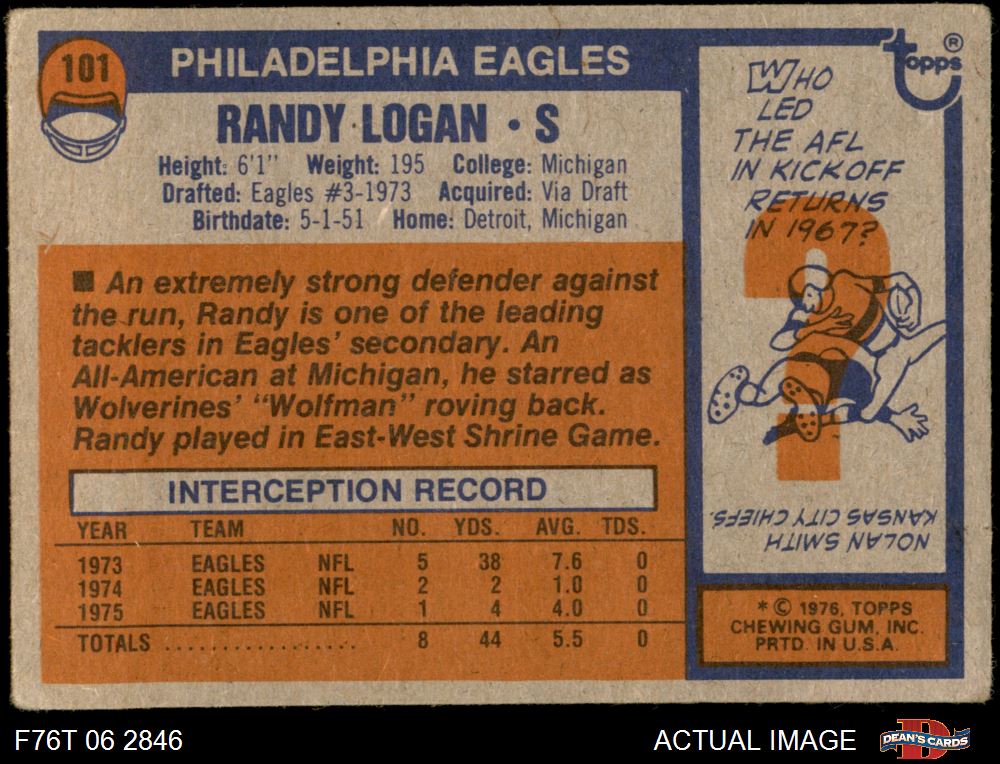 101
PHILADELPHIA EAGLES
RANDY LOGAN • S
Height: 6'1" Weight: 195 College: Michigan
Drafted: Eagles #3-1973 Acquired: Via Draft
Birthdate: 5-1-51 Home: Detroit, Michigan
■ An extremely strong defender against
the run, Randy is one of the leading
tacklers in Eagles' secondary. An
All-American at Michigan, he starred as
Wolverines' "Wolfman" roving back.
Randy played in East-West Shrine Game.
INTERCEPTION RECORD
YEAR TEAM NO. YDS. AVG. TDS.
1973 EAGLES NFL 5 38 7.6 0
1974 EAGLES NFL 2 2 1.0 0
1975 EAGLES NFL 1 4 4.0 0
TOTALS .................. 8 44 5.5 0
topps ®
WHO
LED
THE AFL
IN KICKOFF
RETURNS
IN 1967?
?
NOLAN SMITH
KANSAS CITY CHIEFS.
* © 1976, TOPPS
CHEWING GUM, INC.
PRTD. IN U.S.A.
F76T 06 2846
ACTUAL IMAGE
D
DEAN'S CARDS